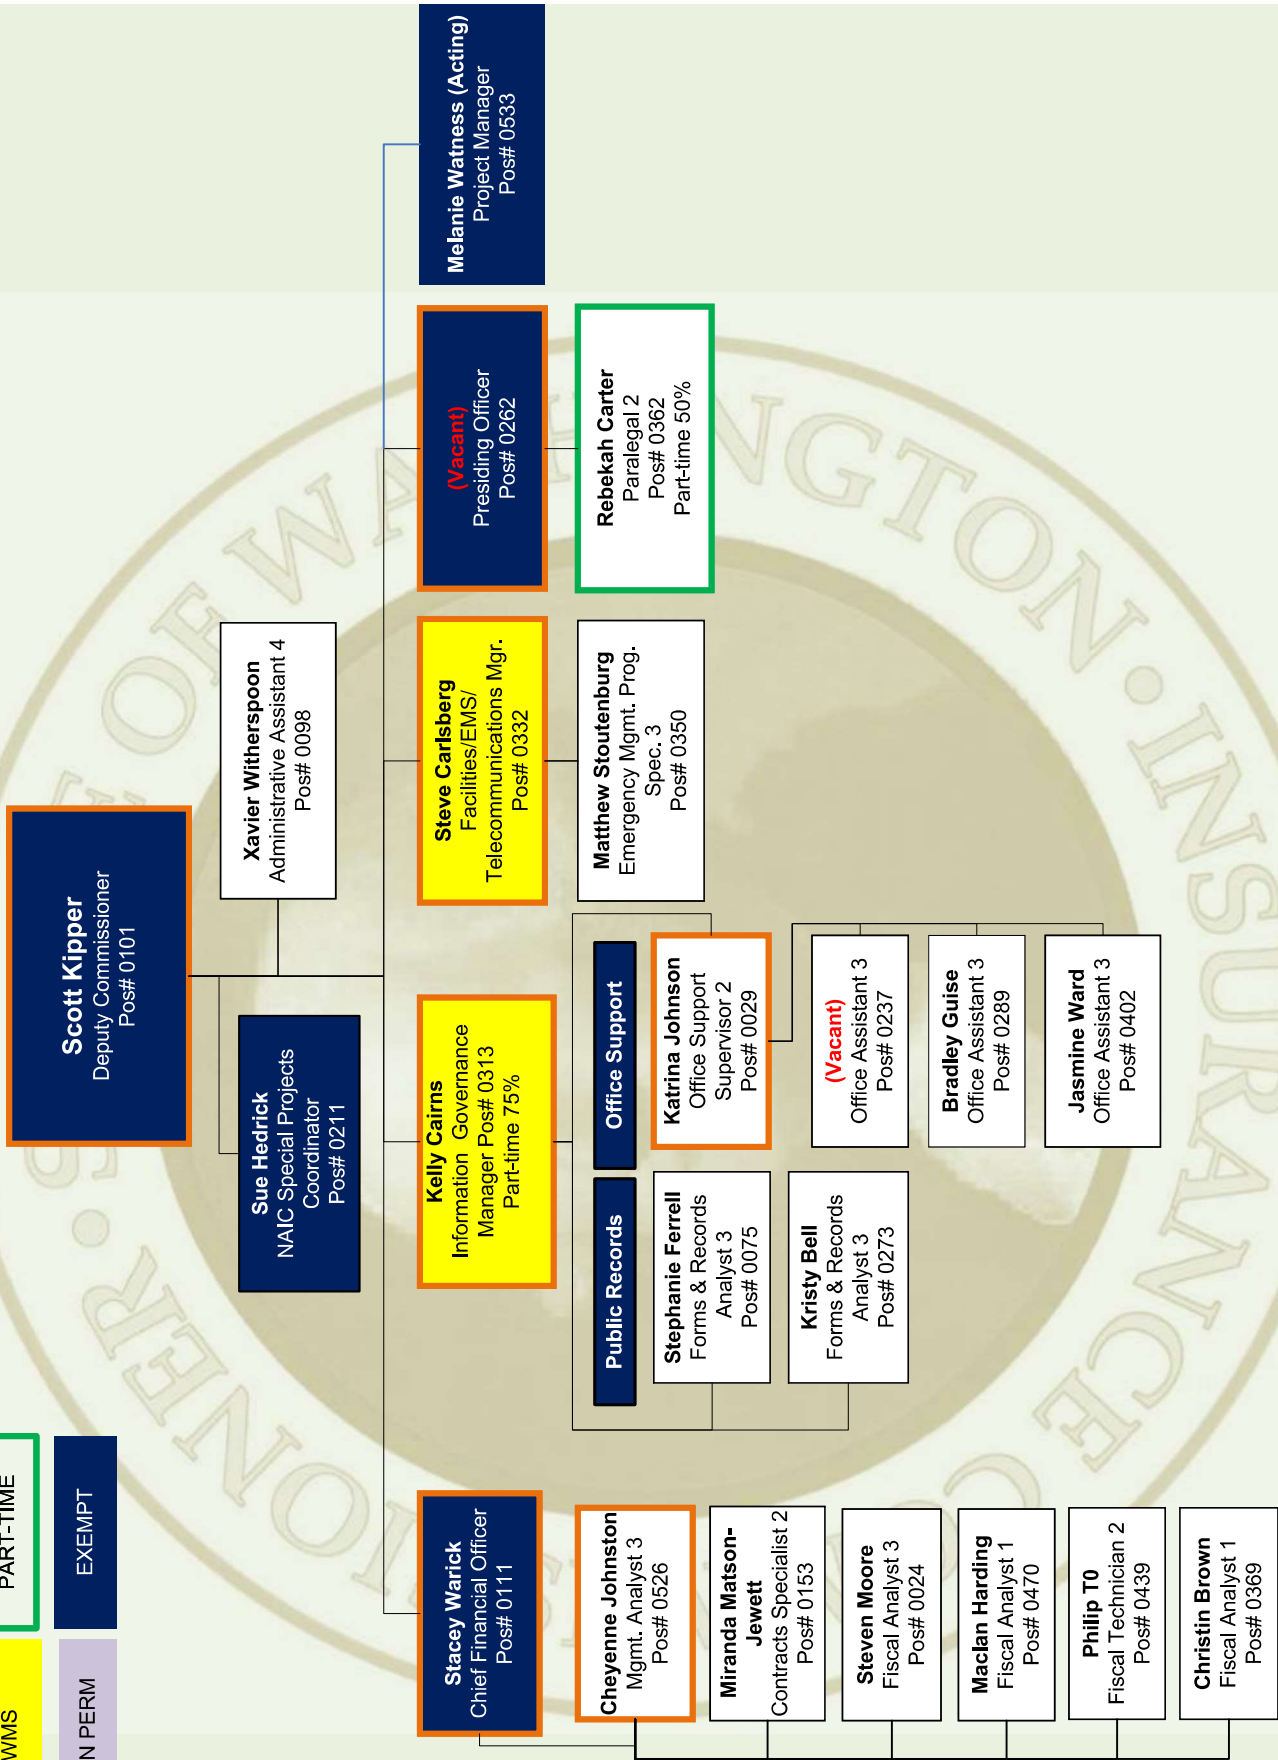 Scott Kipper
Deputy Commissioner
Pos# 0101
Xavier Witherspoon
Administrative Assistant 4
Pos# 0098
Sue Hedrick
NAIC Special Projects
Coordinator
Pos# 0211
Stacey Warick
Chief Financial Officer
Pos# 0111
Kelly Cairns
Information Governance
Manager Pos# 0313
Part-time 75%
Steve Carlsberg
Facilities/EMS/
Telecommunications Mgr.
Pos# 0332
(Vacant)
Presiding Officer
Pos# 0262
Melanie Watness (Acting)
Project Manager
Pos# 0533
Cheyenne Johnston
Mgmt. Analyst 3
Pos# 0526
Miranda Matson-
Jewett
Contracts Specialist 2
Pos# 0153
Steven Moore
Fiscal Analyst 3
Pos# 0024
Maclan Harding
Fiscal Analyst 1
Pos# 0470
Philip T0
Fiscal Technician 2
Pos# 0439
Christin Brown
Fiscal Analyst 1
Pos# 0369
Public Records
Stephanie Ferrell
Forms & Records
Analyst 3
Pos# 0075
Kristy Bell
Forms & Records
Analyst 3
Pos# 0273
Office Support
Katrina Johnson
Office Support
Supervisor 2
Pos# 0029
(Vacant)
Office Assistant 3
Pos# 0237
Bradley Guise
Office Assistant 3
Pos# 0289
Jasmine Ward
Office Assistant 3
Pos# 0402
Matthew Stoutenburg
Emergency Mgmt. Prog.
Spec. 3
Pos# 0350
Rebekah Carter
Paralegal 2
Pos# 0362
Part-time 50%
WMS
PART-TIME
N PERM
EXEMPT
OF WASHINGTON • INSURANCE